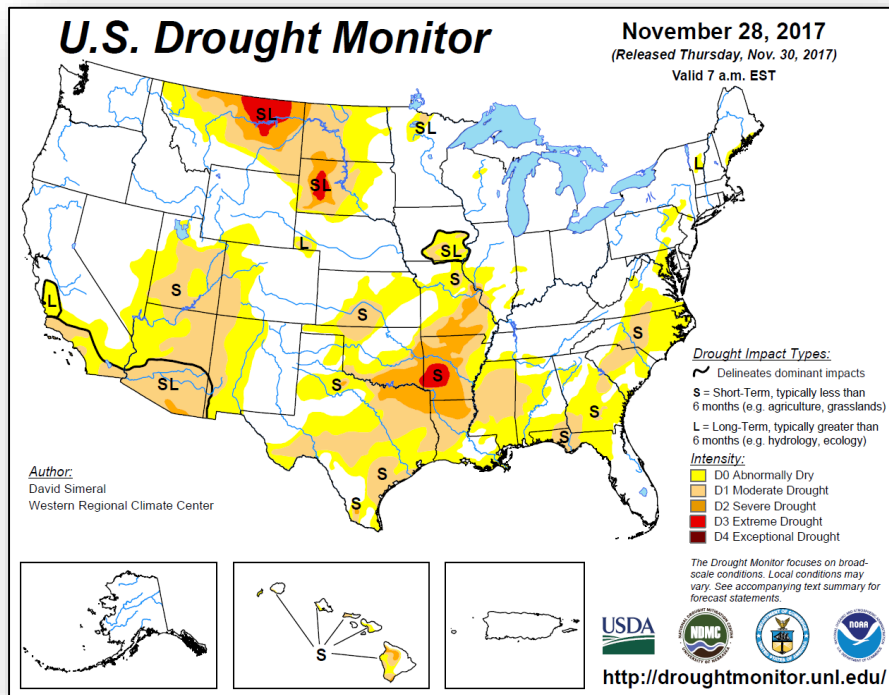 U.S. Drought Monitor
November 28, 2017
(Released Thursday, Nov. 30, 2017)
Valid 7 a.m. EST
SL
SL
SL
L
L
SL
S
S
L
S
S
SL
S
S
S
S
S
S
S
Drought Impact Types:
Delineates dominant impacts
S = Short-Term, typically less than
6 months (e.g. agriculture, grasslands)
L = Long-Term, typically greater than
6 months (e.g. hydrology, ecology)
Intensity:
D0 Abnormally Dry
D1 Moderate Drought
D2 Severe Drought
D3 Extreme Drought
D4 Exceptional Drought
Author:
David Simeral
Western Regional Climate Center
The Drought Monitor focuses on broad-
scale conditions. Local conditions may
vary. See accompanying text summary for
forecast statements.
S
USDA
NDMC
NOAA
http://droughtmonitor.unl.edu/